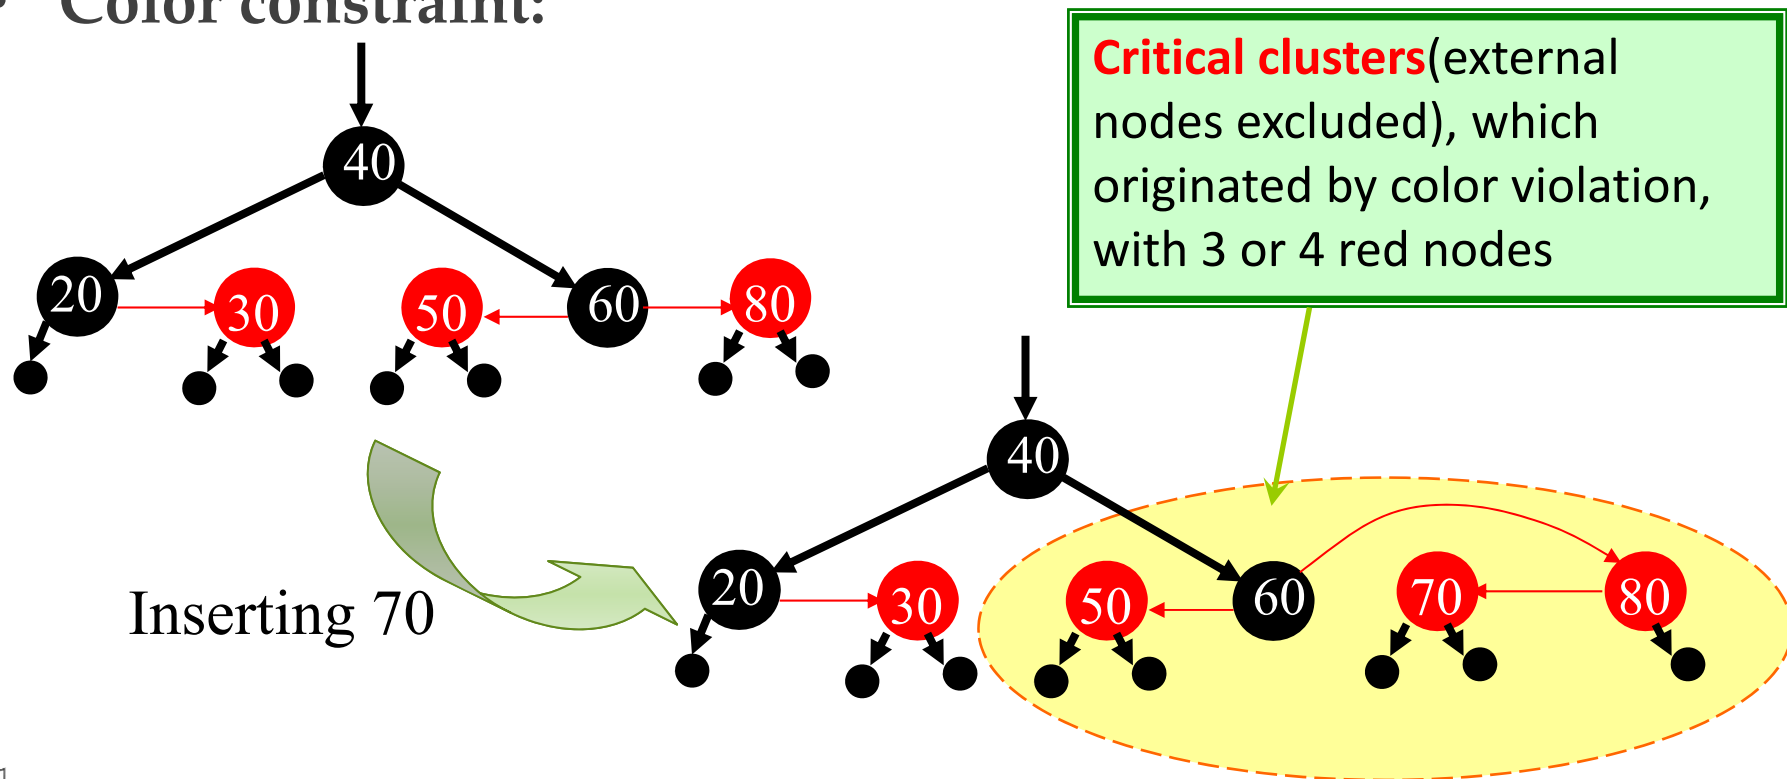 Color constraint:
Critical clusters(external
nodes excluded), which
originated by color violation,
with 3 or 4 red nodes
40
20
30
50
60
80
40
20
30
50
60
70
80
Inserting 70